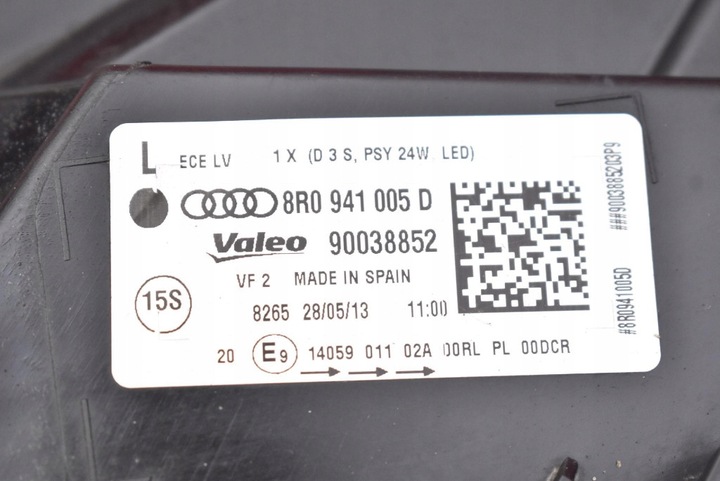 L ECE LV 1 X (D 3 S, PSY 24W, LED)
8R0 941 005 D
Valeo 90038852
VF 2 MADE IN SPAIN
15S
8265 28/05/13 11:00
20 E9 14059 011 02A 00RL PL 00DCR
#8R0941005D
###90038885203P9